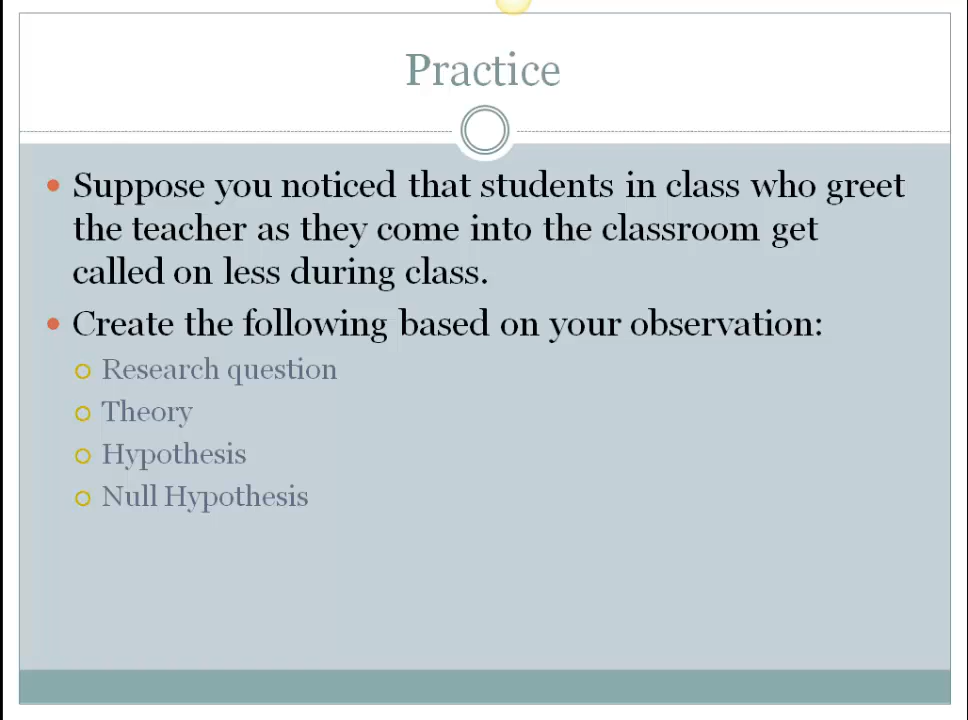 Practice
Suppose you noticed that students in class who greet
the teacher as they come into the classroom get
called on less during class.
Create the following based on your observation:
Research question
Theory
Hypothesis
Null Hypothesis